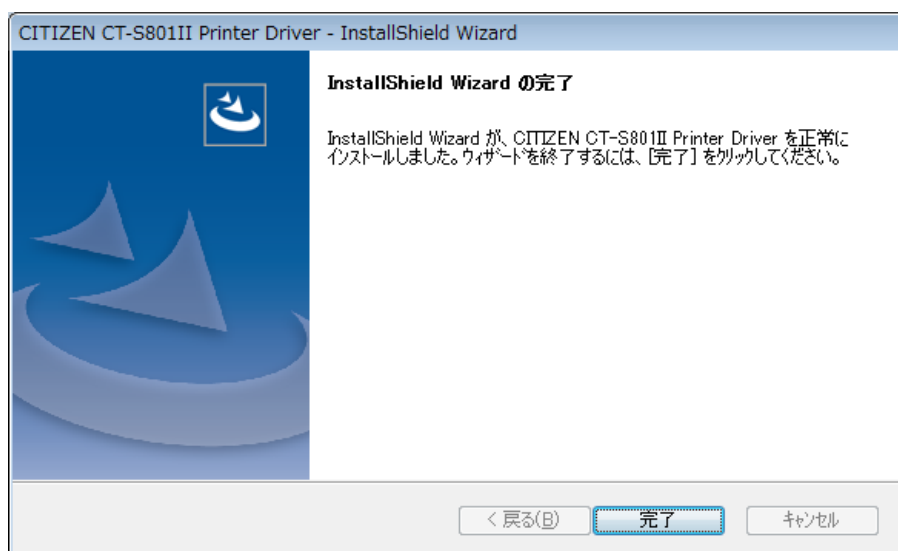 CITIZEN CT-S801II Printer Driver - InstallShield Wizard
InstallShield Wizard の完了
InstallShield Wizard が、CITIZEN CT-S801II Printer Driver を正常に
インストールしました。ウィザードを終了するには、[完了] をクリックしてください。
< 戻る(B)
完了
キャンセル